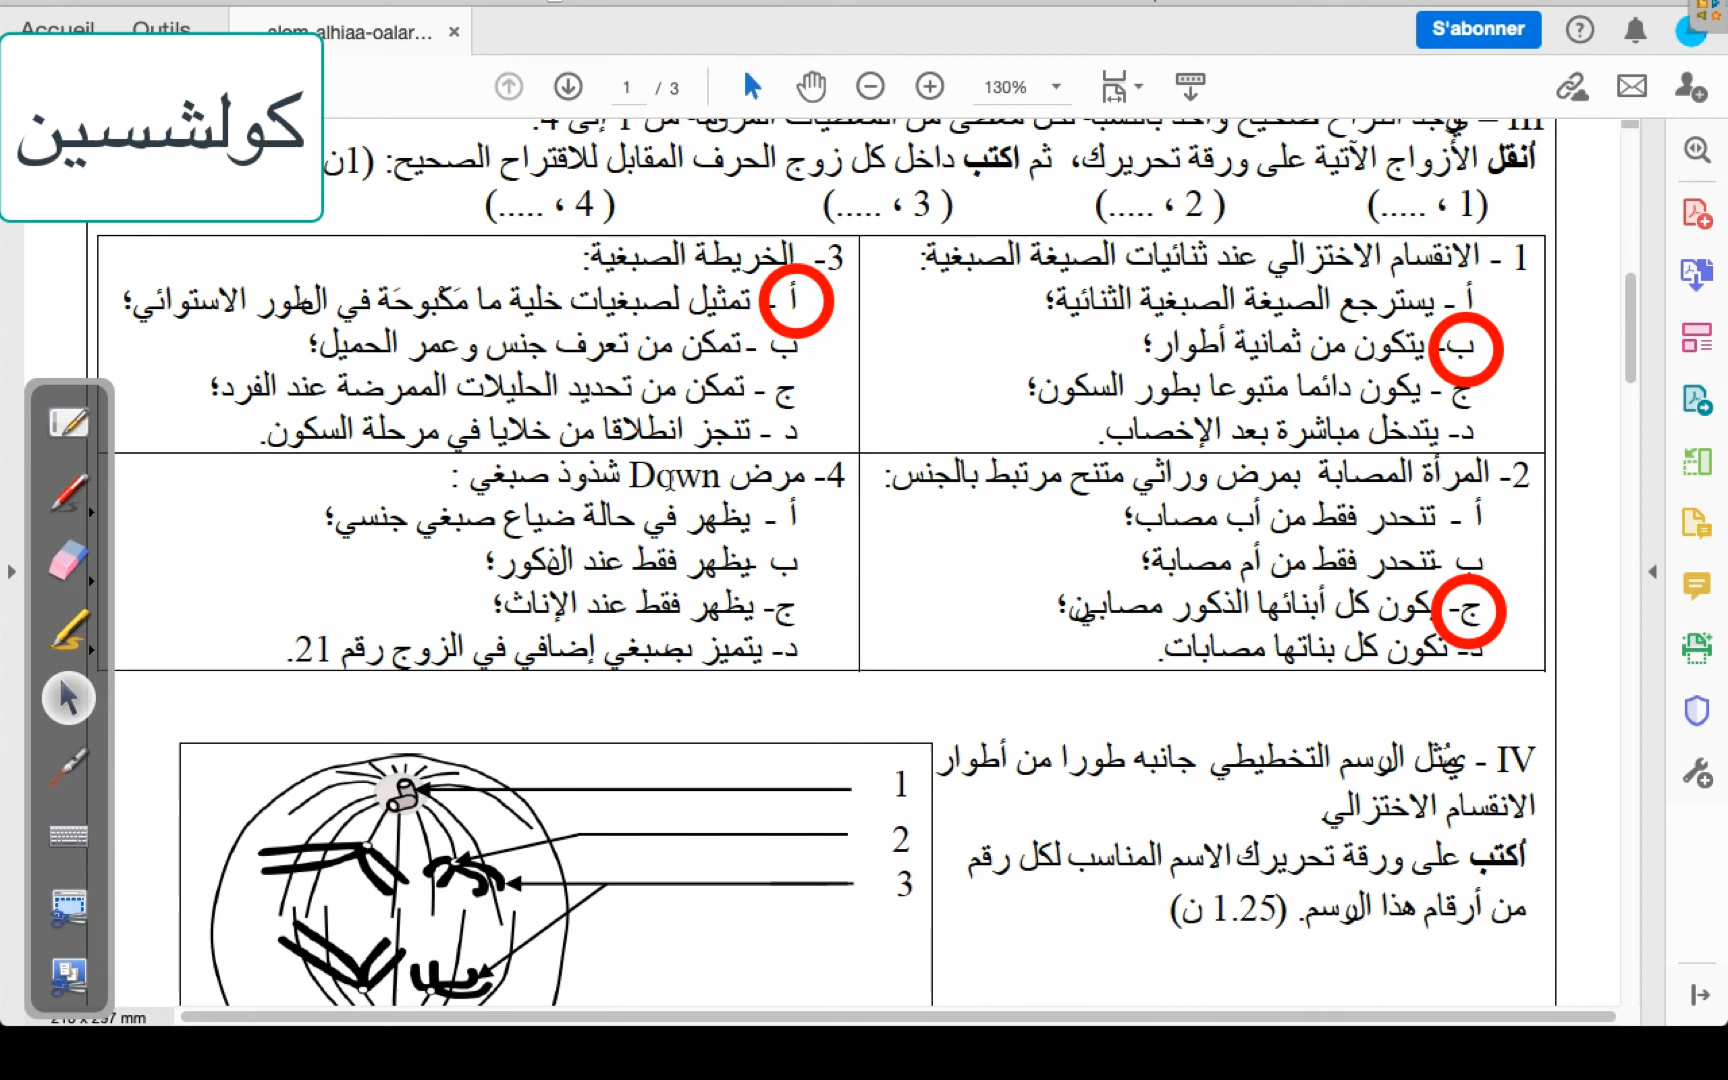 Accueil
Outils
alom-alhiaa-oalar...
S'abonner
1 / 3
130%
كولشسين
أنقل الأزواج الآتية على ورقة تحريرك، ثم اكتب داخل كل زوج الحرف المقابل للاقتراح الصحيح: (1ن
(1 ، .....) (2 ، .....) (3 ، .....) (4 ، .....)
1 - الانقسام الاختزالي عند ثنائيات الصيغة الصبغية:
أ - يسترجع الصيغة الصبغية الثنائية؛
ب- يتكون من ثمانية أطوار؛
ج - يكون دائما متبوعا بطور السكون؛
د- يتدخل مباشرة بعد الإخصاب.
3- الخريطة الصبغية:
أ - تمثيل لصبغيات خلية ما مَكْبوحَة في الطور الاستوائي؛
ب - تمكن من تعرف جنس وعمر الحميل؛
ج - تمكن من تحديد الحليلات الممرضة عند الفرد؛
د - تنجز انطلاقا من خلايا في مرحلة السكون.
2- المرأة المصابة بمرض وراثي متنح مرتبط بالجنس:
أ - تنحدر فقط من أب مصاب؛
ب - تنحدر فقط من أم مصابة؛
ج- يكون كل أبنائها الذكور مصابين؛
د- تكون كل بناتها مصابات.
4- مرض Down شذوذ صبغي :
أ - يظهر في حالة ضياع صبغي جنسي؛
ب - يظهر فقط عند الذكور؛
ج- يظهر فقط عند الإناث؛
د- يتميز بصبغي إضافي في الزوج رقم 21.
IV - يُمثل الرسم التخطيطي جانبه طورا من أطوار
الانقسام الاختزالي.
أكتب على ورقة تحريرك الاسم المناسب لكل رقم
من أرقام هذا الرسم. (1.25 ن)
1
2
3